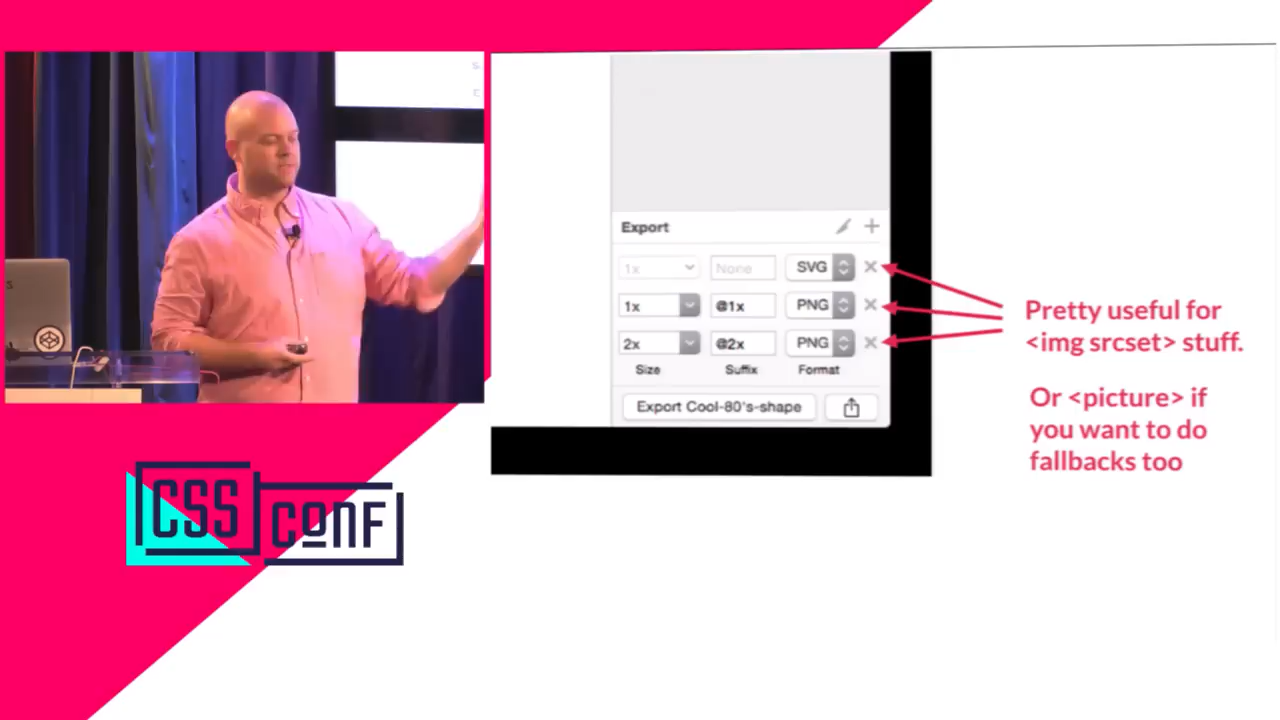 Export
1x None SVG
1x @1x PNG
2x @2x PNG
Size Suffix Format
Export Cool-80's-shape
Pretty useful for
<img srcset> stuff.
Or <picture> if
you want to do
fallbacks too
CSS
CONF